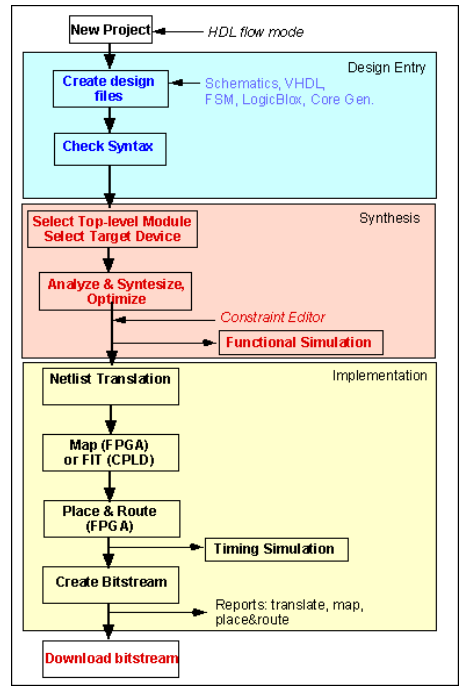 New Project
HDL flow mode
Design Entry
Create design
files
Schematics, VHDL,
FSM, LogicBlox, Core Gen.
Check Syntax
Synthesis
Select Top-level Module
Select Target Device
Analyze & Syntesize,
Optimize
Constraint Editor
Functional Simulation
Implementation
Netlist Translation
Map (FPGA)
or FIT (CPLD)
Place & Route
(FPGA)
Timing Simulation
Create Bitstream
Reports: translate, map,
place&route
Download bitstream